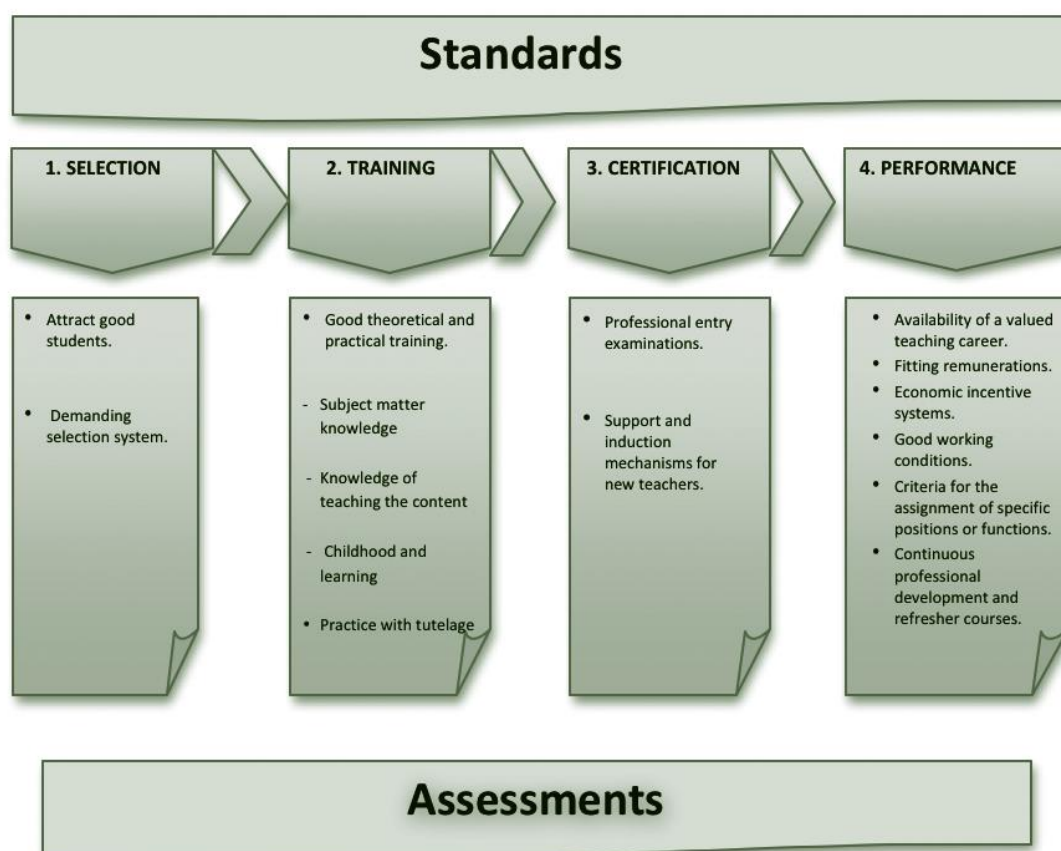 Standards
1. SELECTION
2. TRAINING
3. CERTIFICATION
4. PERFORMANCE
• Attract good
students.
• Demanding
selection system.
• Good theoretical and
practical training.
- Subject matter
knowledge
- Knowledge of
teaching the content
- Childhood and
learning
• Practice with tutelage
• Professional entry
examinations.
• Support and
induction
mechanisms for
new teachers.
• Availability of a valued
teaching career.
• Fitting remunerations.
• Economic incentive
systems.
• Good working
conditions.
• Criteria for the
assignment of specific
positions or functions.
• Continuous
professional
development and
refresher courses.
Assessments